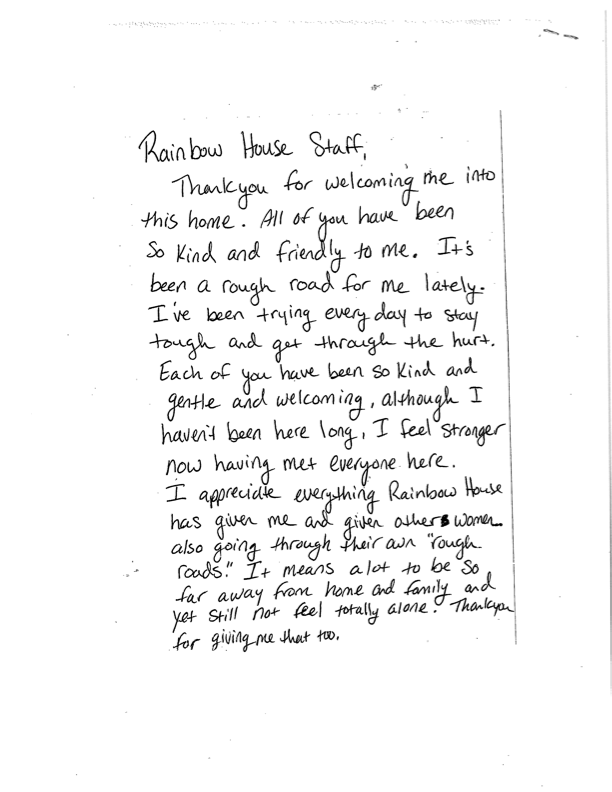 Rainbow House Staff,
Thankyou for welcoming me into
this home. All of you have been
so kind and friendly to me. It's
been a rough road for me lately.
I've been trying every day to stay
tough and get through the hurt.
Each of you have been so kind and
gentle and welcoming, although I
haven't been here long, I feel stronger
now having met everyone here.
I appreciate everything Rainbow House
has given me and given others women
also going through their own "rough
roads." It means a lot to be so
far away from home and family and
yet still not feel totally alone. Thankyou
for giving me that too.